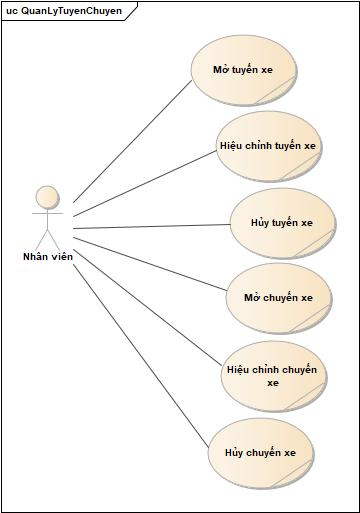 uc QuanLyTuyenChuyen
Mở tuyến xe
Hiệu chỉnh tuyến xe
Hủy tuyến xe
Nhân viên
Mở chuyến xe
Hiệu chỉnh chuyến
xe
Hủy chuyến xe